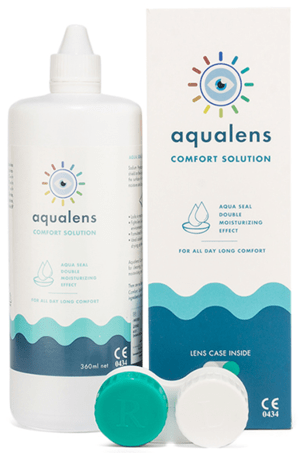 aqualens
COMFORT SOLUTION
AQUA SEAL
DOUBLE
MOISTURIZING
EFFECT
FOR ALL DAY LONG COMFORT
360ml net
CE
0434
aqualens
COMFORT SOLUTION
AQUA SEAL
DOUBLE
MOISTURIZING
EFFECT
FOR ALL DAY LONG COMFORT
LENS CASE INSIDE
CE
0434
R